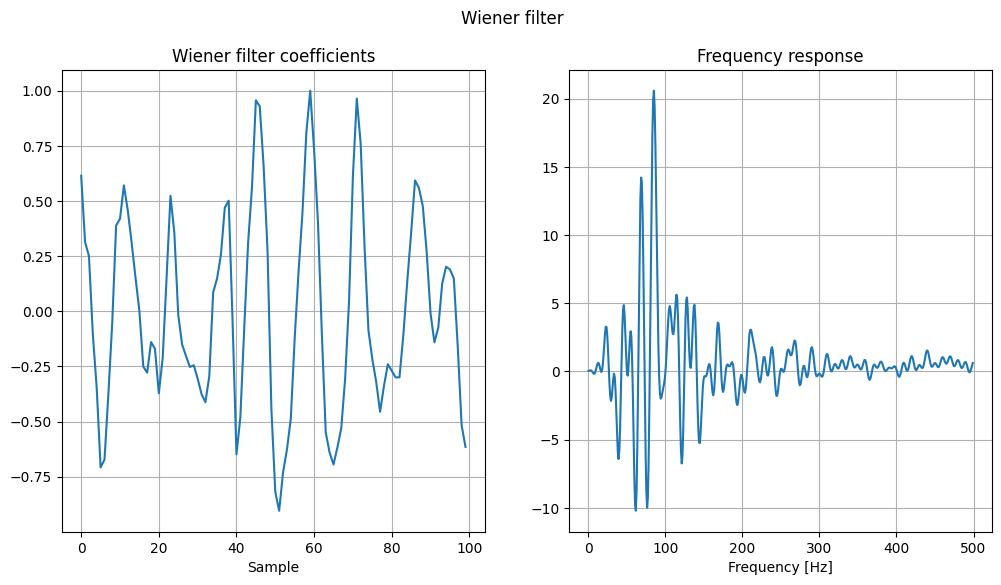 Wiener filter
Wiener filter coefficients
1.00
0.75
0.50
0.25
0.00
−0.25
−0.50
−0.75
0 20 40 60 80 100
Sample
Frequency response
20
15
10
5
0
−5
−10
0 100 200 300 400 500
Frequency [Hz]